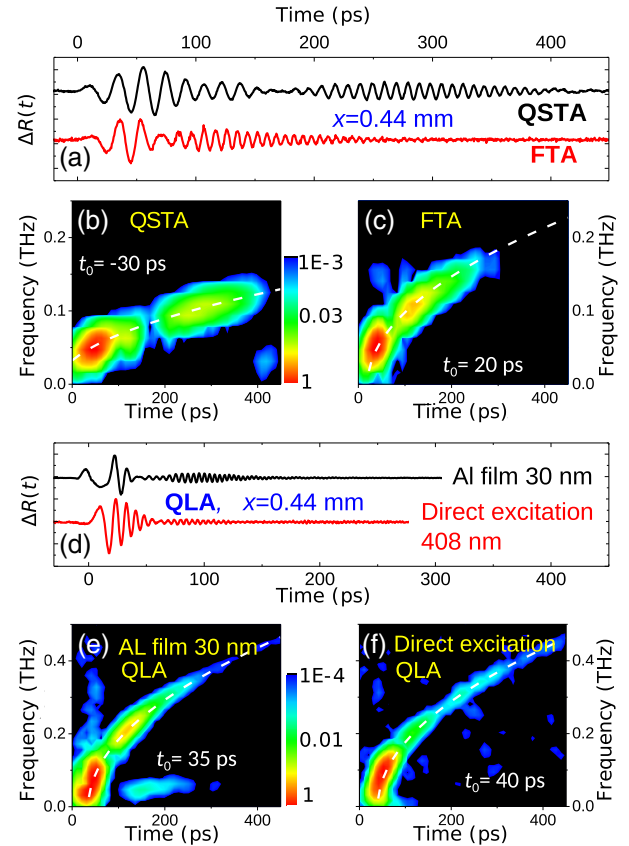 Time (ps)
0 100 200 300 400
ΔR(t)
x=0.44 mm
QSTA
FTA
(a)
(b) QSTA
t0= -30 ps
Frequency (THz)
0.2
0.1
0.0
0 200 400
Time (ps)
1E-3
0.03
1
(c) FTA
t0= 20 ps
0.2
0.1
0.0
Frequency (THz)
0 200 400
Time (ps)
ΔR(t)
Al film 30 nm
QLA, x=0.44 mm
Direct excitation
408 nm
(d)
0 100 200 300 400
Time (ps)
(e) AL film 30 nm
QLA
t0= 35 ps
Frequency (THz)
0.4
0.2
0.0
0 200 400
Time (ps)
1E-4
0.01
1
(f) Direct excitation
QLA
t0= 40 ps
0.4
0.2
0.0
Frequency (THz)
0 200 400
Time (ps)